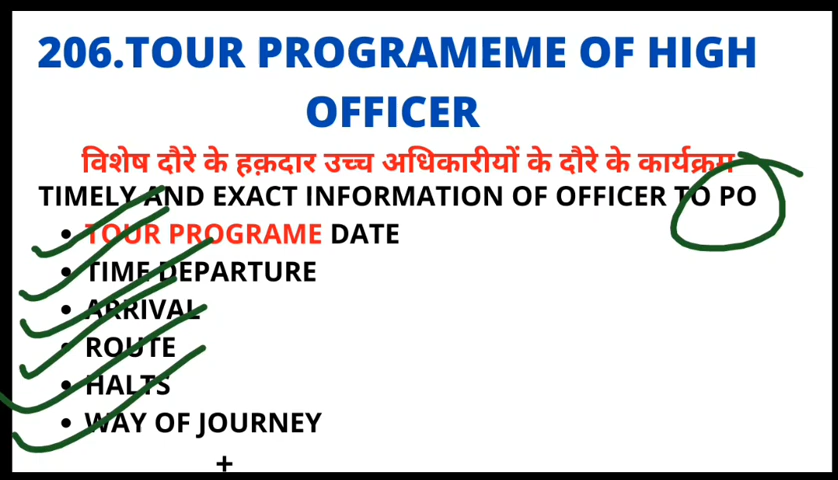 206.TOUR PROGRAMEME OF HIGH
OFFICER
विशेष दौरे के हक़दार उच्च अधिकारीयों के दौरे के कार्यक्रम
TIMELY AND EXACT INFORMATION OF OFFICER TO PO
• TOUR PROGRAME DATE
• TIME DEPARTURE
• ARRIVAL
• ROUTE
• HALTS
• WAY OF JOURNEY
+